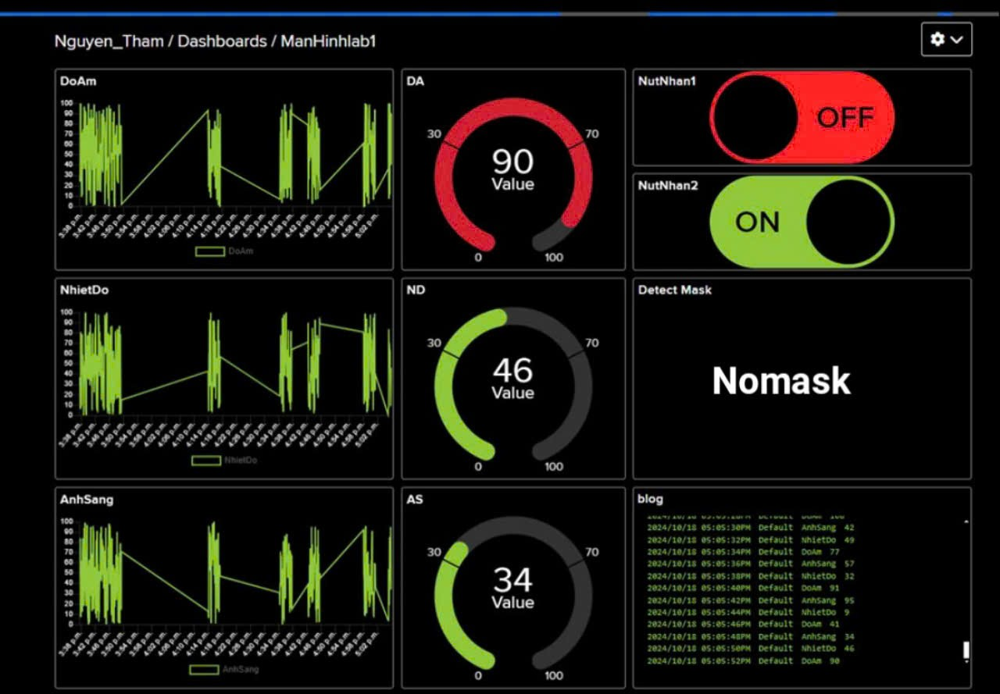 Nguyen_Tham / Dashboards / ManHinhlab1
DoAm
100
90
80
70
60
50
40
30
20
10
0
3:38 p.m. 3:42 p.m. 3:46 p.m. 3:50 p.m. 3:54 p.m. 3:58 p.m. 4:02 p.m. 4:06 p.m. 4:10 p.m. 4:14 p.m. 4:18 p.m. 4:22 p.m. 4:26 p.m. 4:30 p.m. 4:34 p.m. 4:38 p.m. 4:42 p.m. 4:46 p.m. 4:50 p.m. 4:54 p.m. 4:58 p.m. 5:02 p.m.
DoAm
DA
30
70
90
Value
0
100
NutNhan1
OFF
NutNhan2
ON
NhietDo
100
90
80
70
60
50
40
30
20
10
0
3:38 p.m. 3:42 p.m. 3:46 p.m. 3:50 p.m. 3:54 p.m. 3:58 p.m. 4:02 p.m. 4:06 p.m. 4:10 p.m. 4:14 p.m. 4:18 p.m. 4:22 p.m. 4:26 p.m. 4:30 p.m. 4:34 p.m. 4:38 p.m. 4:42 p.m. 4:46 p.m. 4:50 p.m. 4:54 p.m. 4:58 p.m. 5:02 p.m.
NhietDo
ND
30
70
46
Value
0
100
Detect Mask
Nomask
AnhSang
100
90
80
70
60
50
40
30
20
10
0
3:38 p.m. 3:42 p.m. 3:46 p.m. 3:50 p.m. 3:54 p.m. 3:58 p.m. 4:02 p.m. 4:06 p.m. 4:10 p.m. 4:14 p.m. 4:18 p.m. 4:22 p.m. 4:26 p.m. 4:30 p.m. 4:34 p.m. 4:38 p.m. 4:42 p.m. 4:46 p.m. 4:50 p.m. 4:54 p.m. 4:58 p.m. 5:02 p.m.
AnhSang
AS
30
70
34
Value
0
100
blog
2024/10/18 05:05:28PM Default DoAm 100
2024/10/18 05:05:30PM Default AnhSang 42
2024/10/18 05:05:32PM Default NhietDo 49
2024/10/18 05:05:34PM Default DoAm 77
2024/10/18 05:05:36PM Default AnhSang 57
2024/10/18 05:05:38PM Default NhietDo 32
2024/10/18 05:05:40PM Default DoAm 91
2024/10/18 05:05:42PM Default AnhSang 95
2024/10/18 05:05:44PM Default NhietDo 9
2024/10/18 05:05:46PM Default DoAm 41
2024/10/18 05:05:48PM Default AnhSang 34
2024/10/18 05:05:50PM Default NhietDo 46
2024/10/18 05:05:52PM Default DoAm 90